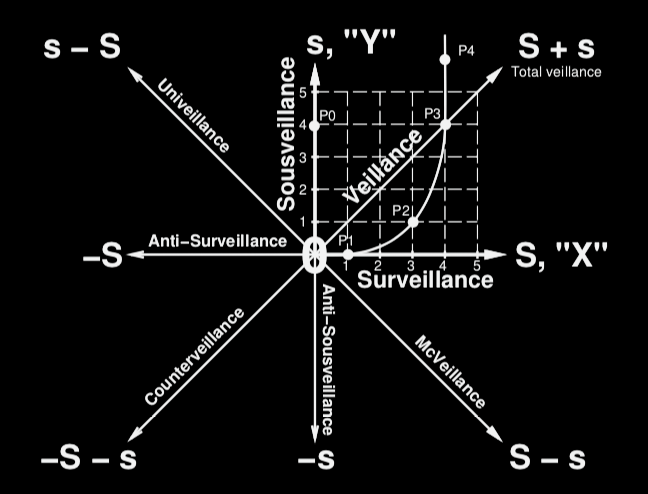 s – S
s, "Y"
S + s
Total veillance
P4
Univeillance
Sousveillance
5
P0
4
P3
3
Veillance
2
P2
1
Anti–Surveillance
P1
–S
0
S, "X"
1 2 3 4 5
Surveillance
Counterveillance
Anti–Sousveillance
McVeillance
–S – s
–s
S – s